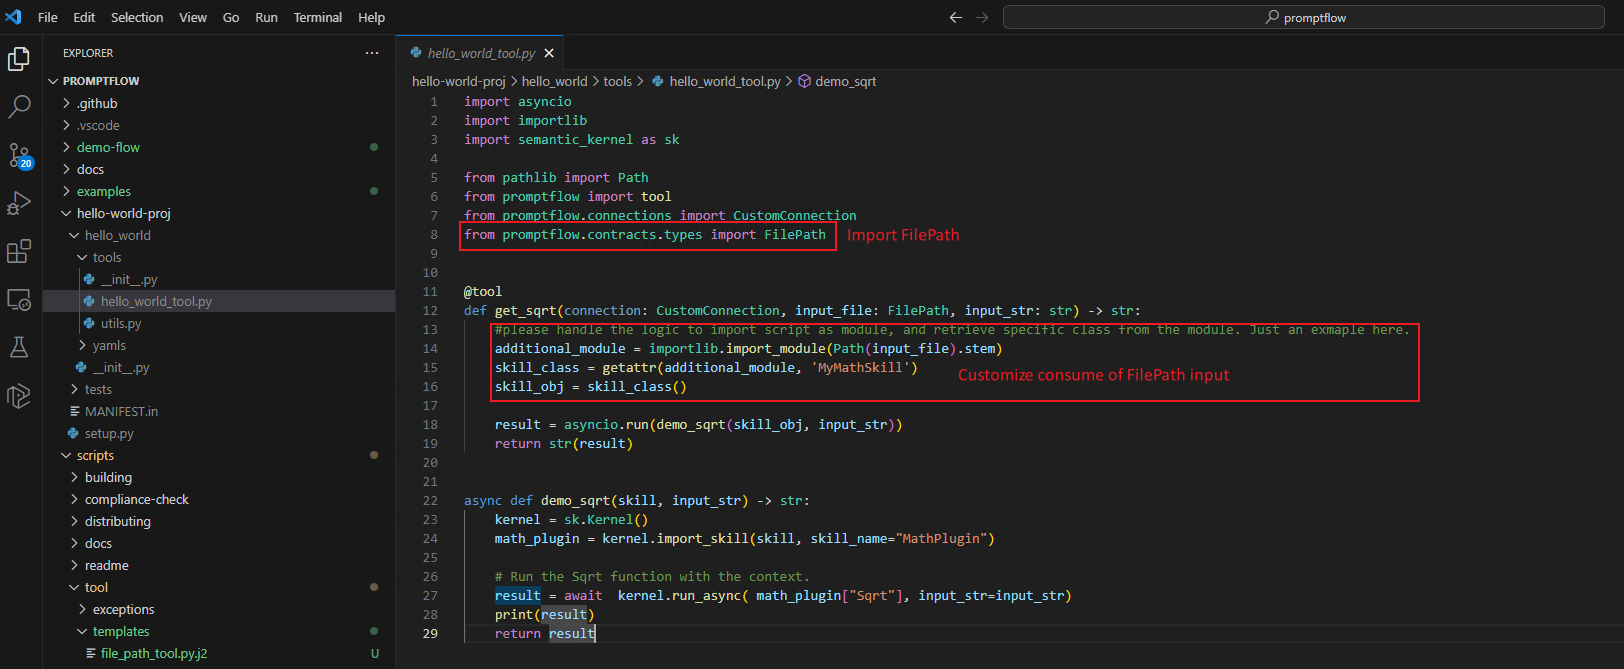 File Edit Selection View Go Run Terminal Help
promptflow
EXPLORER
PROMPTFLOW
.github
.vscode
demo-flow
docs
examples
hello-world-proj
hello_world
tools
__init__.py
hello_world_tool.py
utils.py
yamls
__init__.py
tests
MANIFEST.in
setup.py
scripts
building
compliance-check
distributing
docs
readme
tool
exceptions
templates
file_path_tool.py.j2 U
20
hello_world_tool.py
hello-world-proj > hello_world > tools > hello_world_tool.py > demo_sqrt
1 import asyncio
2 import importlib
3 import semantic_kernel as sk
4
5 from pathlib import Path
6 from promptflow import tool
7 from promptflow.connections import CustomConnection
8 from promptflow.contracts.types import FilePath Import FilePath
9
10
11 @tool
12 def get_sqrt(connection: CustomConnection, input_file: FilePath, input_str: str) -> str:
13 #please handle the logic to import script as module, and retrieve specific class from the module. Just an exmaple here.
14 additional_module = importlib.import_module(Path(input_file).stem)
15 skill_class = getattr(additional_module, 'MyMathSkill') Customize consume of FilePath input
16 skill_obj = skill_class()
17
18 result = asyncio.run(demo_sqrt(skill_obj, input_str))
19 return str(result)
20
21
22 async def demo_sqrt(skill, input_str) -> str:
23 kernel = sk.Kernel()
24 math_plugin = kernel.import_skill(skill, skill_name="MathPlugin")
25
26 # Run the Sqrt function with the context.
27 result = await  kernel.run_async( math_plugin["Sqrt"], input_str=input_str)
28 print(result)
29 return result